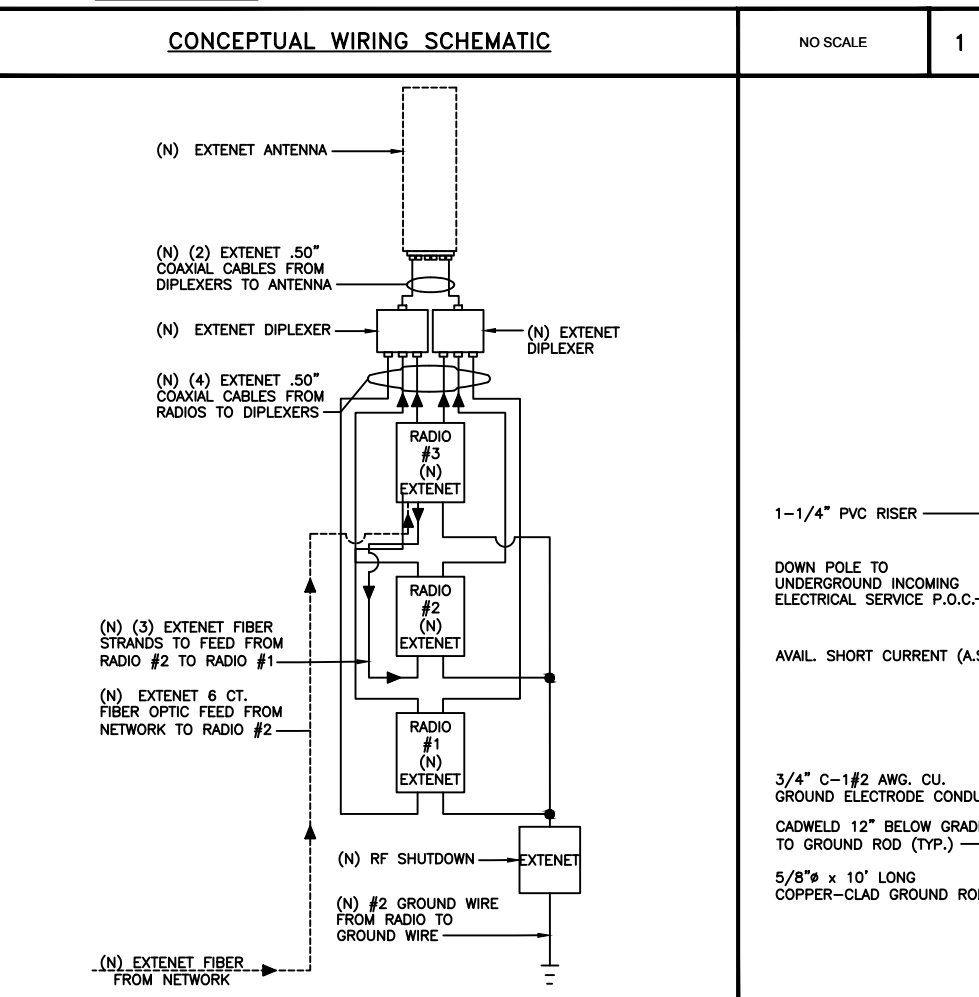 CONCEPTUAL WIRING SCHEMATIC
NO SCALE
1
(N) EXTENET ANTENNA
(N) (2) EXTENET .50"
COAXIAL CABLES FROM
DIPLEXERS TO ANTENNA
(N) EXTENET DIPLEXER
(N) EXTENET
DIPLEXER
(N) (4) EXTENET .50"
COAXIAL CABLES FROM
RADIOS TO DIPLEXERS
RADIO
#3
(N)
EXTENET
RADIO
#2
(N)
EXTENET
(N) (3) EXTENET FIBER
STRANDS TO FEED FROM
RADIO #2 TO RADIO #1
(N) EXTENET 6 CT.
FIBER OPTIC FEED FROM
NETWORK TO RADIO #2
RADIO
#1
(N)
EXTENET
(N) RF SHUTDOWN
EXTENET
(N) #2 GROUND WIRE
FROM RADIO TO
GROUND WIRE
(N) EXTENET FIBER
FROM NETWORK
1-1/4" PVC RISER
DOWN POLE TO
UNDERGROUND INCOMING
ELECTRICAL SERVICE P.O.C.
AVAIL. SHORT CURRENT (A.S
3/4" C-1#2 AWG. CU.
GROUND ELECTRODE CONDU
CADWELD 12" BELOW GRAD
TO GROUND ROD (TYP.)
5/8"ø x 10' LONG
COPPER-CLAD GROUND RO